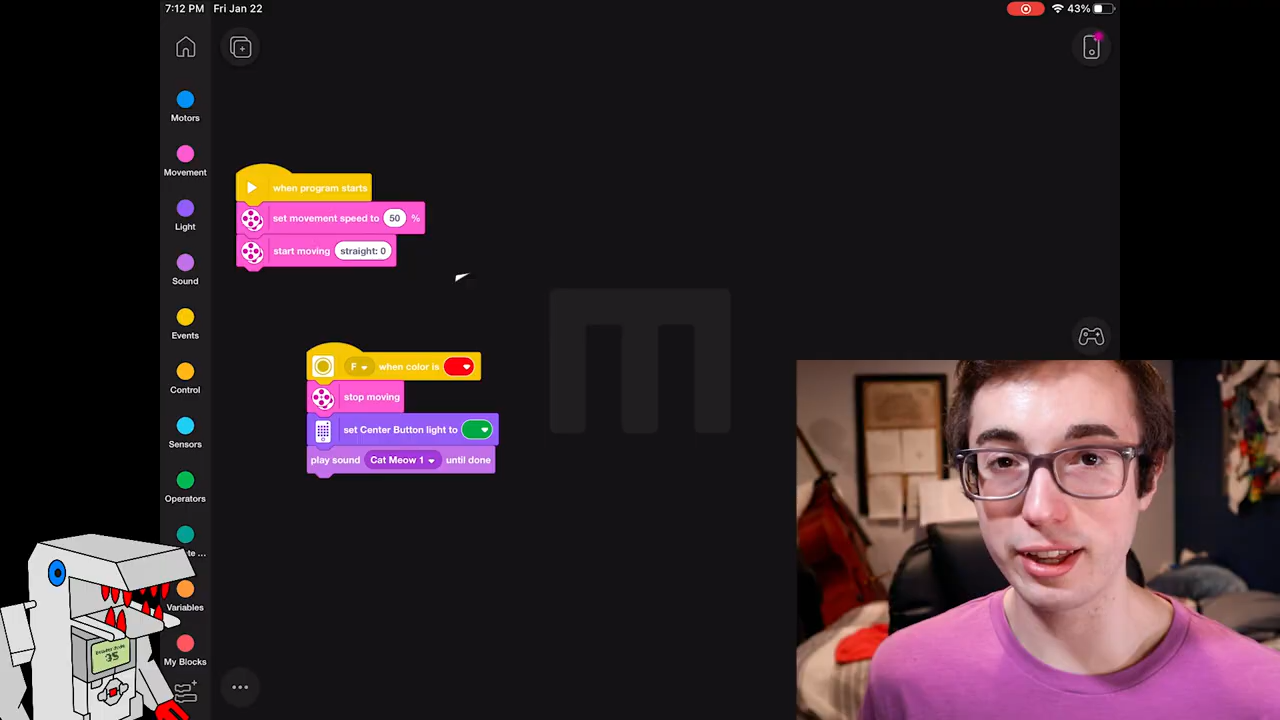 7:12 PM Fri Jan 22
43%
Motors
Movement
Light
Sound
Events
Control
Sensors
Operators
Variables
My Blocks
when program starts
set movement speed to 50 %
start moving straight: 0
F when color is
stop moving
set Center Button light to
play sound Cat Meow 1 until done
35